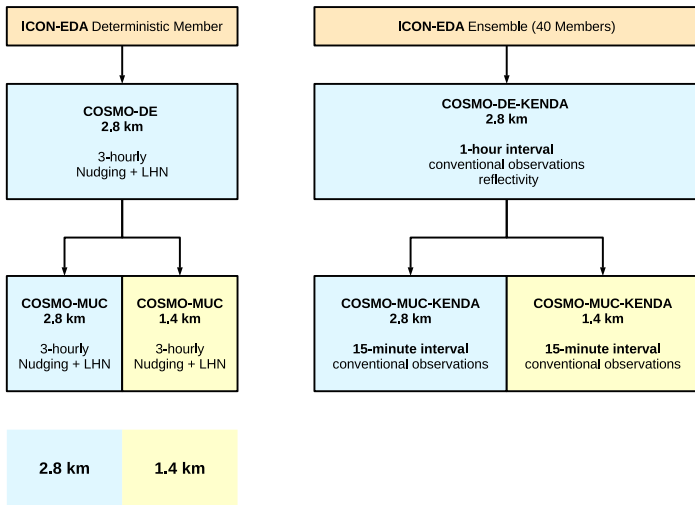 ICON-EDA Deterministic Member
COSMO-DE
2.8 km
3-hourly
Nudging + LHN
COSMO-MUC
2.8 km
3-hourly
Nudging + LHN
COSMO-MUC
1.4 km
3-hourly
Nudging + LHN
ICON-EDA Ensemble (40 Members)
COSMO-DE-KENDA
2.8 km
1-hour interval
conventional observations
reflectivity
COSMO-MUC-KENDA
2.8 km
15-minute interval
conventional observations
COSMO-MUC-KENDA
1.4 km
15-minute interval
conventional observations
2.8 km
1.4 km